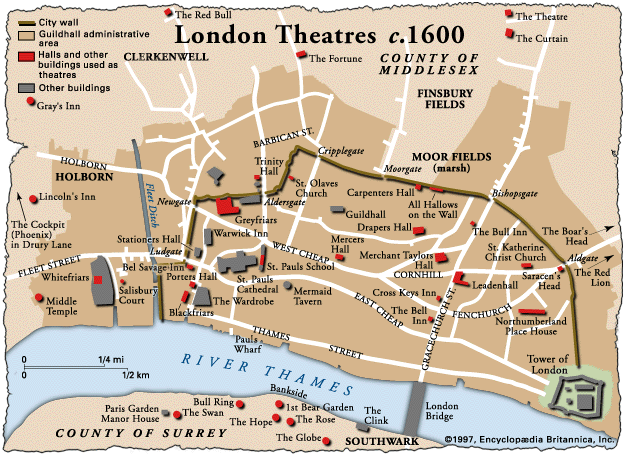 London Theatres c.1600
City wall
Guildhall administrative
area
Halls and other
buildings used as
theatres
Other buildings
The Red Bull
CLERKENWELL
The Fortune
COUNTY OF
MIDDLESEX
The Theatre
The Curtain
FINSBURY
FIELDS
Gray's Inn
BARBICAN ST.
Cripplegate
HOLBORN
HOLBORN
Trinity
Hall
Moorgate
MOOR FIELDS
(marsh)
Lincoln's Inn
Fleet Ditch
Newgate
Aldersgate
St. Olaves
Church
Carpenters Hall
Bishopsgate
All Hallows
on the Wall
The Cockpit
(Phoenix)
in Drury Lane
Greyfriars
Guildhall
Drapers Hall
The Bull Inn
The Boar's
Head
Stationers Hall
Warwick Inn
Ludgate
WEST CHEAP
Mercers
Hall
Merchant Taylors
Hall
St. Katherine
Christ Church
Aldgate
FLEET STREET
Bel Savage Inn
St. Pauls School
CORNHILL
Saracen's
Head
The Red
Lion
Whitefriars
Porters Hall
St. Pauls
Cathedral
Salisbury
Court
The Wardrobe
Mermaid
Tavern
Cross Keys Inn
Leadenhall
Middle
Temple
Blackfriars
EAST CHEAP
The Bell
Inn
GRACECHURCH ST.
FENCHURCH
Northumberland
Place House
THAMES STREET
Pauls
Wharf
Tower of
London
0 1/4 mi
0 1/2 km
RIVER THAMES
Bankside
Paris Garden
Manor House
Bull Ring
The Swan
1st Bear Garden
The Hope
The Rose
The Clink
London
Bridge
COUNTY OF SURREY
The Globe
SOUTHWARK
©1997, Encyclopædia Britannica, Inc.